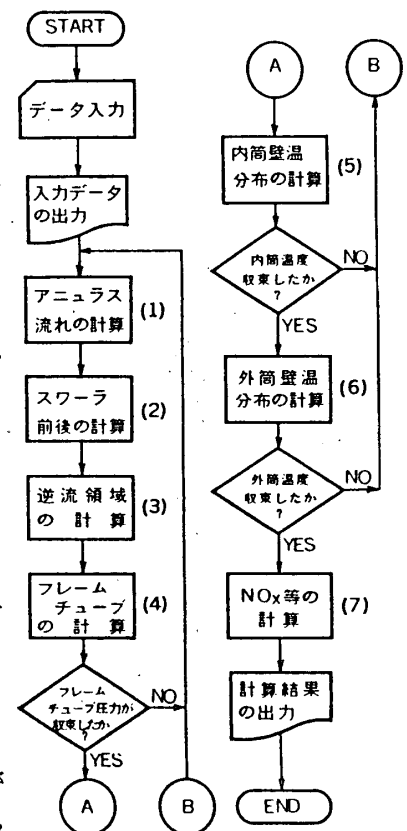 START
データ入力
入力データ
の出力
アニュラス
流れの計算
(1)
スワーラ
前後の計算
(2)
逆流領域
の計算
(3)
フレーム
チューブ
の計算
(4)
フレーム
チューブ圧力が
収束したか
?
NO
YES
A
B
A
B
内筒壁温
分布の計算
(5)
内筒温度
収束したか
?
NO
YES
外筒壁温
分布の計算
(6)
外筒温度
収束したか
?
NO
YES
NOx等の
計算
(7)
計算結果
の出力
END